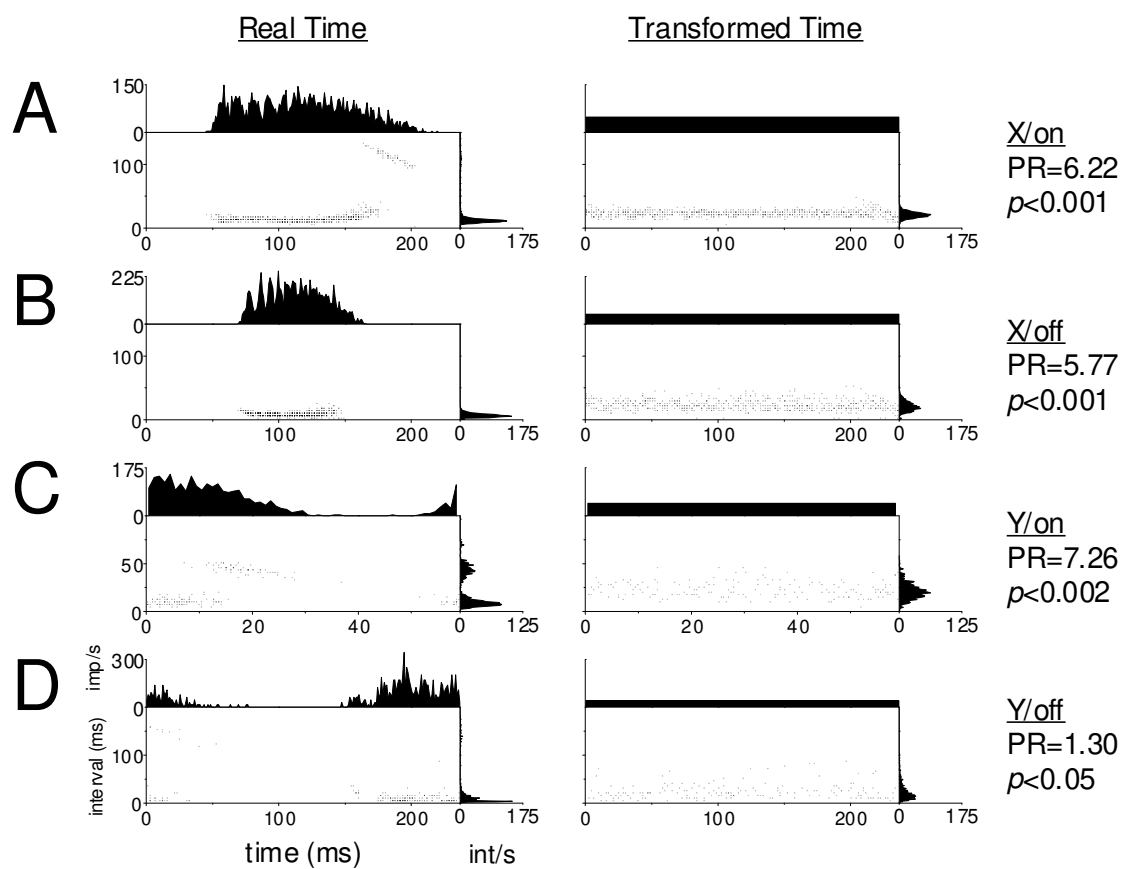 Real Time
Transformed Time
A
150
0
100
0
0 100 200 0 175
0 100 200 0 175
X/on
PR=6.22
p<0.001
B
225
0
100
0
0 100 200 0 175
0 100 200 0 175
X/off
PR=5.77
p<0.001
C
175
0
50
0
0 20 40 0 125
0 20 40 0 125
Y/on
PR=7.26
p<0.002
D
imp/s
300
0
interval (ms)
100
0
0 100 200 0 175
0 100 200 0 175
Y/off
PR=1.30
p<0.05
time (ms)
int/s